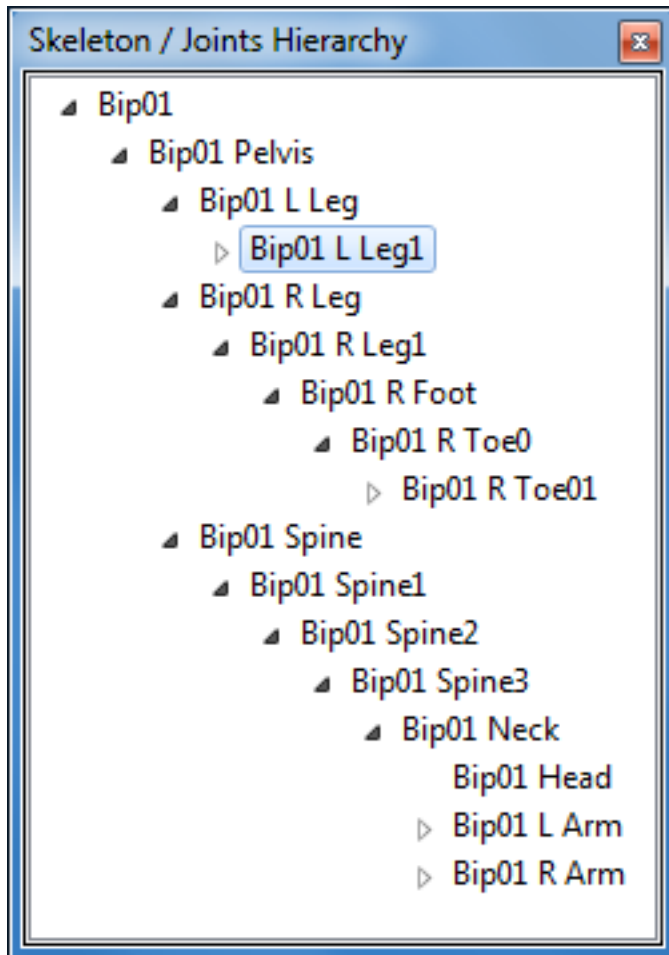 Skeleton / Joints Hierarchy
Bip01
Bip01 Pelvis
Bip01 L Leg
Bip01 L Leg1
Bip01 R Leg
Bip01 R Leg1
Bip01 R Foot
Bip01 R Toe0
Bip01 R Toe01
Bip01 Spine
Bip01 Spine1
Bip01 Spine2
Bip01 Spine3
Bip01 Neck
Bip01 Head
Bip01 L Arm
Bip01 R Arm